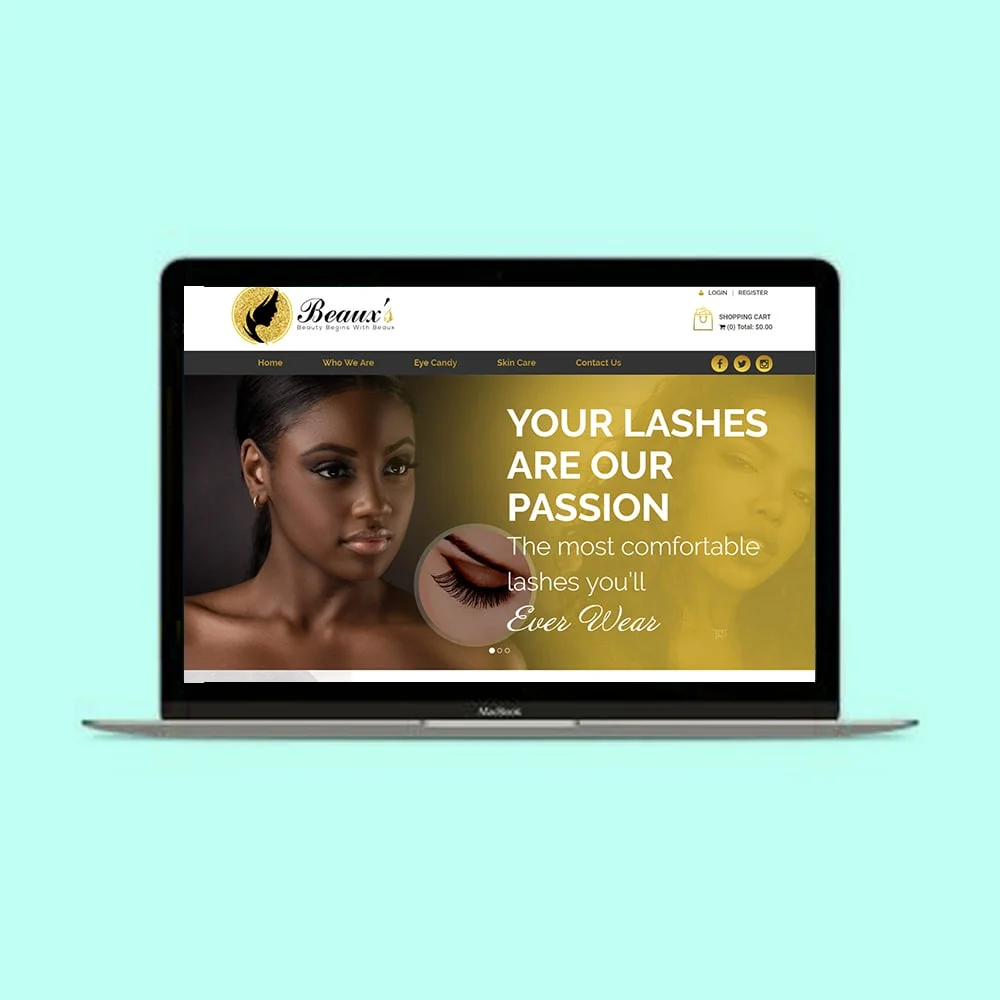 Beaux's
Beauty Begins With Beaux
LOGIN | REGISTER
SHOPPING CART
(0) Total: $0.00
Home Who We Are Eye Candy Skin Care Contact Us
YOUR LASHES
ARE OUR
PASSION
The most comfortable
lashes you'll
Ever Wear
MacBook